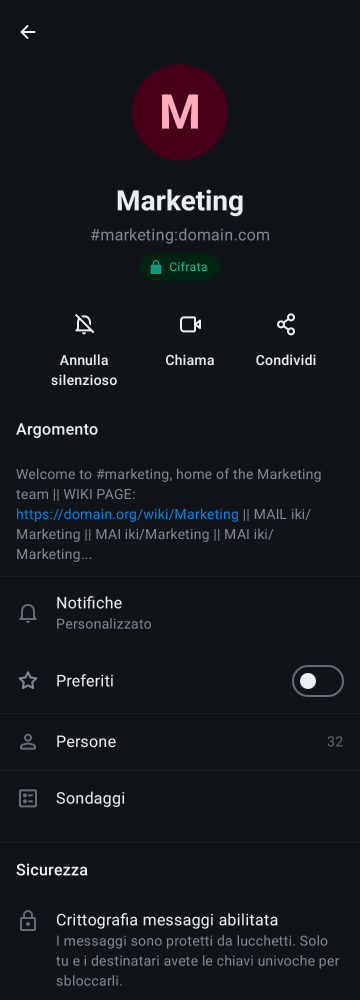 M
Marketing
#marketing:domain.com
Cifrata
Annulla
silenzioso
Chiama
Condividi
Argomento
Welcome to #marketing, home of the Marketing
team || WIKI PAGE:
https://domain.org/wiki/Marketing || MAIL iki/
Marketing || MAI iki/Marketing || MAI iki/
Marketing...
Notifiche
Personalizzato
Preferiti
Persone
32
Sondaggi
Sicurezza
Crittografia messaggi abilitata
I messaggi sono protetti da lucchetti. Solo
tu e i destinatari avete le chiavi univoche per
sbloccarli.